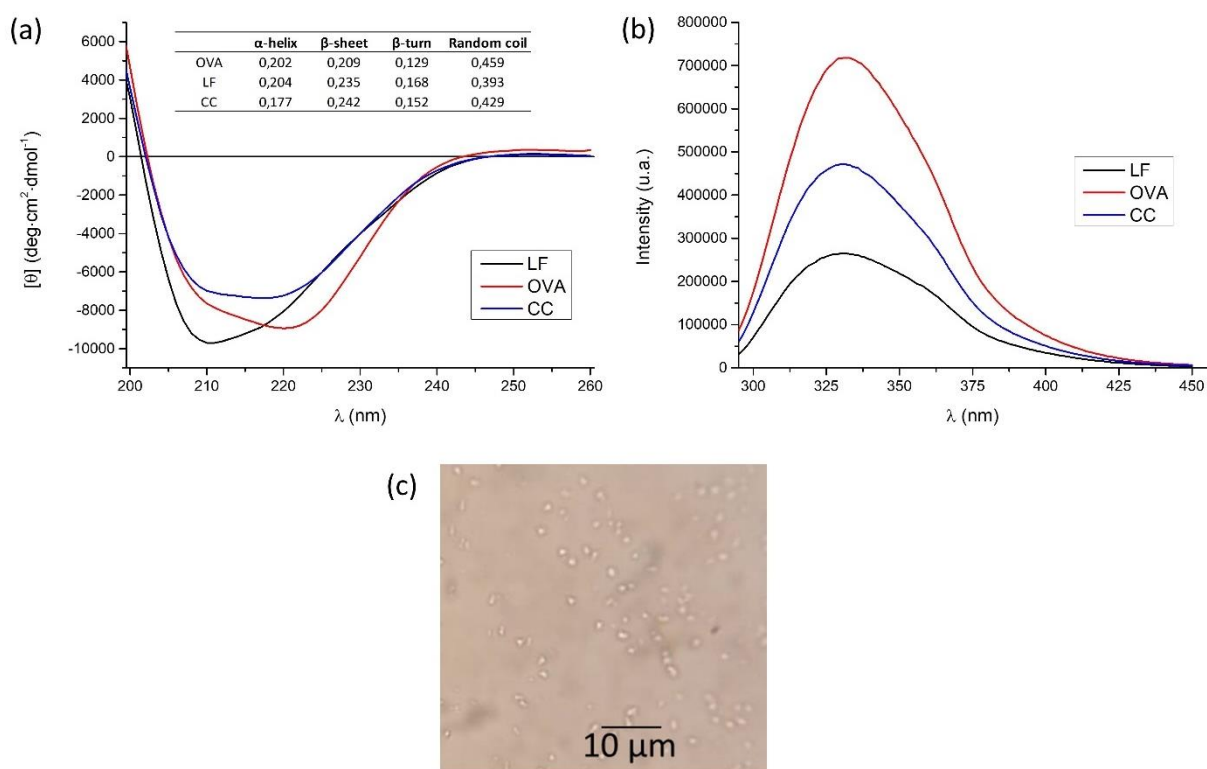 (a)
α-helix β-sheet β-turn Random coil
OVA 0,202 0,209 0,129 0,459
LF 0,204 0,235 0,168 0,393
CC 0,177 0,242 0,152 0,429
6000
4000
2000
0
-2000
-4000
-6000
-8000
-10000
[θ] (deg·cm²·dmol⁻¹)
LF
OVA
CC
200 210 220 230 240 250 260
λ (nm)
(b)
800000
700000
600000
500000
400000
300000
200000
100000
0
Intensity (u.a.)
LF
OVA
CC
300 325 350 375 400 425 450
λ (nm)
(c)
10 µm